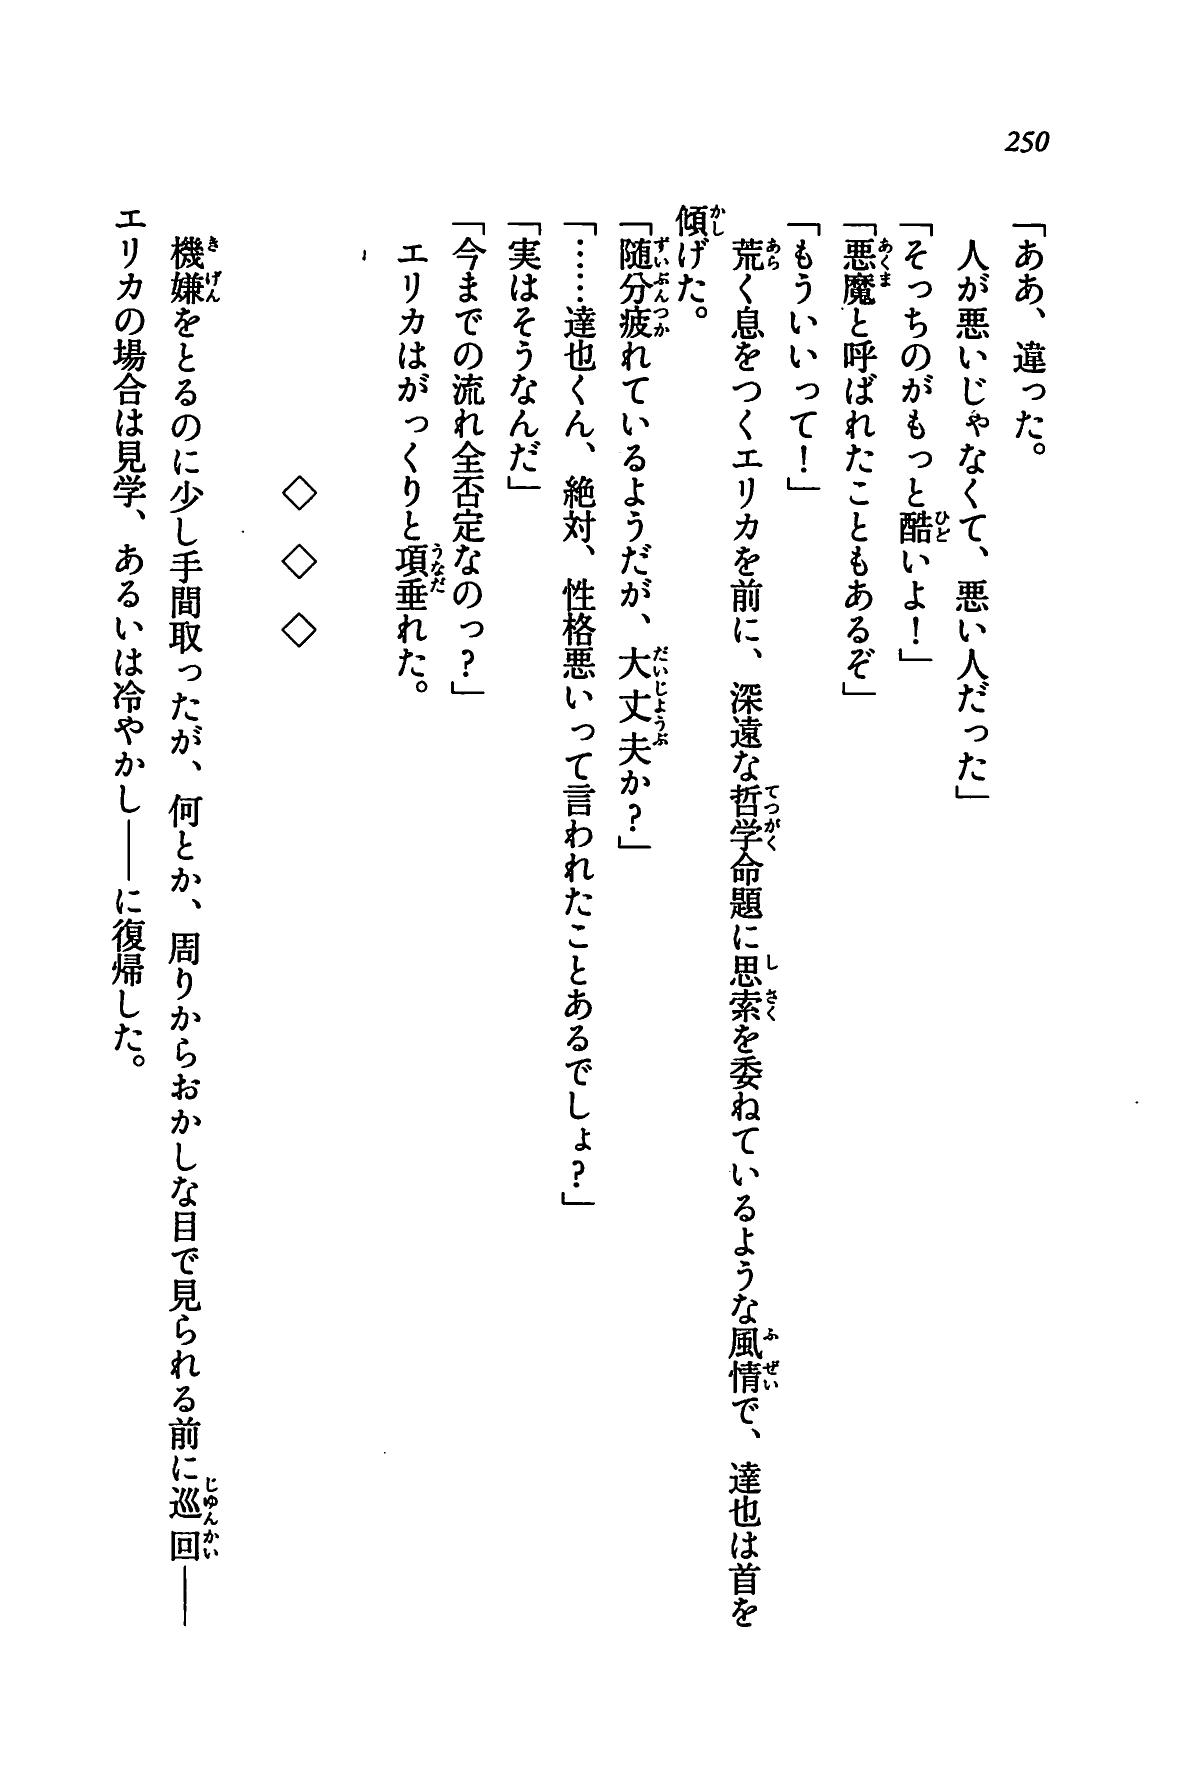 250
「ああ、違った。
人が悪いじゃなくて、悪い人だった」
「そっちのがもっと酷いよ！」
「悪魔と呼ばれたこともあるぞ」
「もういいって！」
荒く息をつくエリカを前に、深遠な哲学命題に思索を委ねているような風情で、達也は首を
傾げた。
「随分疲れているようだが、大丈夫か？」
「……達也くん、絶対、性格悪いって言われたことあるでしょ？」
「実はそうなんだ」
「今までの流れ全否定なのっ？」
エリカはがっくりと項垂れた。
◇ ◇ ◇
機嫌をとるのに少し手間取ったが、何とか、周りからおかしな目で見られる前に巡回――
エリカの場合は見学、あるいは冷やかし――に復帰した。